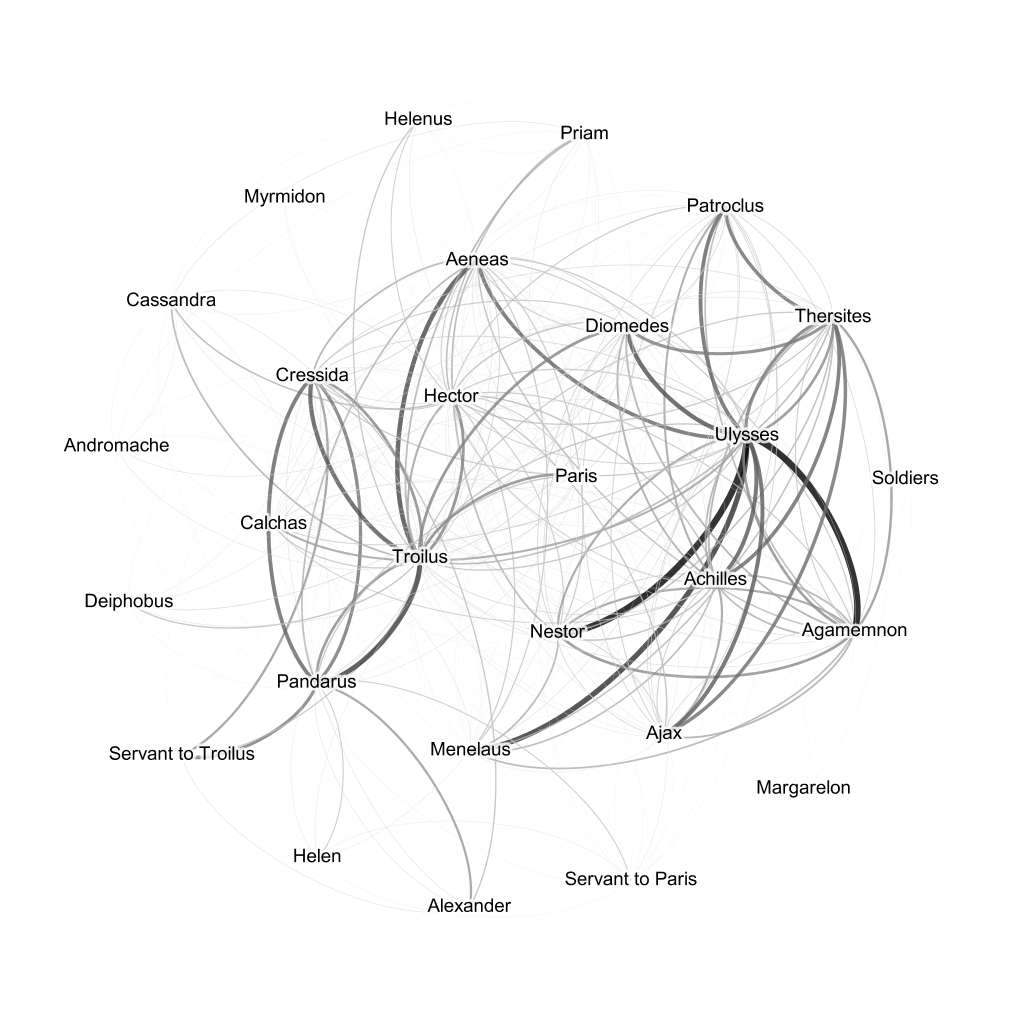 Helenus
Priam
Myrmidon
Patroclus
Aeneas
Cassandra
Thersites
Diomedes
Cressida
Hector
Ulysses
Andromache
Paris
Soldiers
Calchas
Troilus
Achilles
Deiphobus
Nestor
Agamemnon
Pandarus
Ajax
Menelaus
Servant to Troilus
Margarelon
Helen
Servant to Paris
Alexander